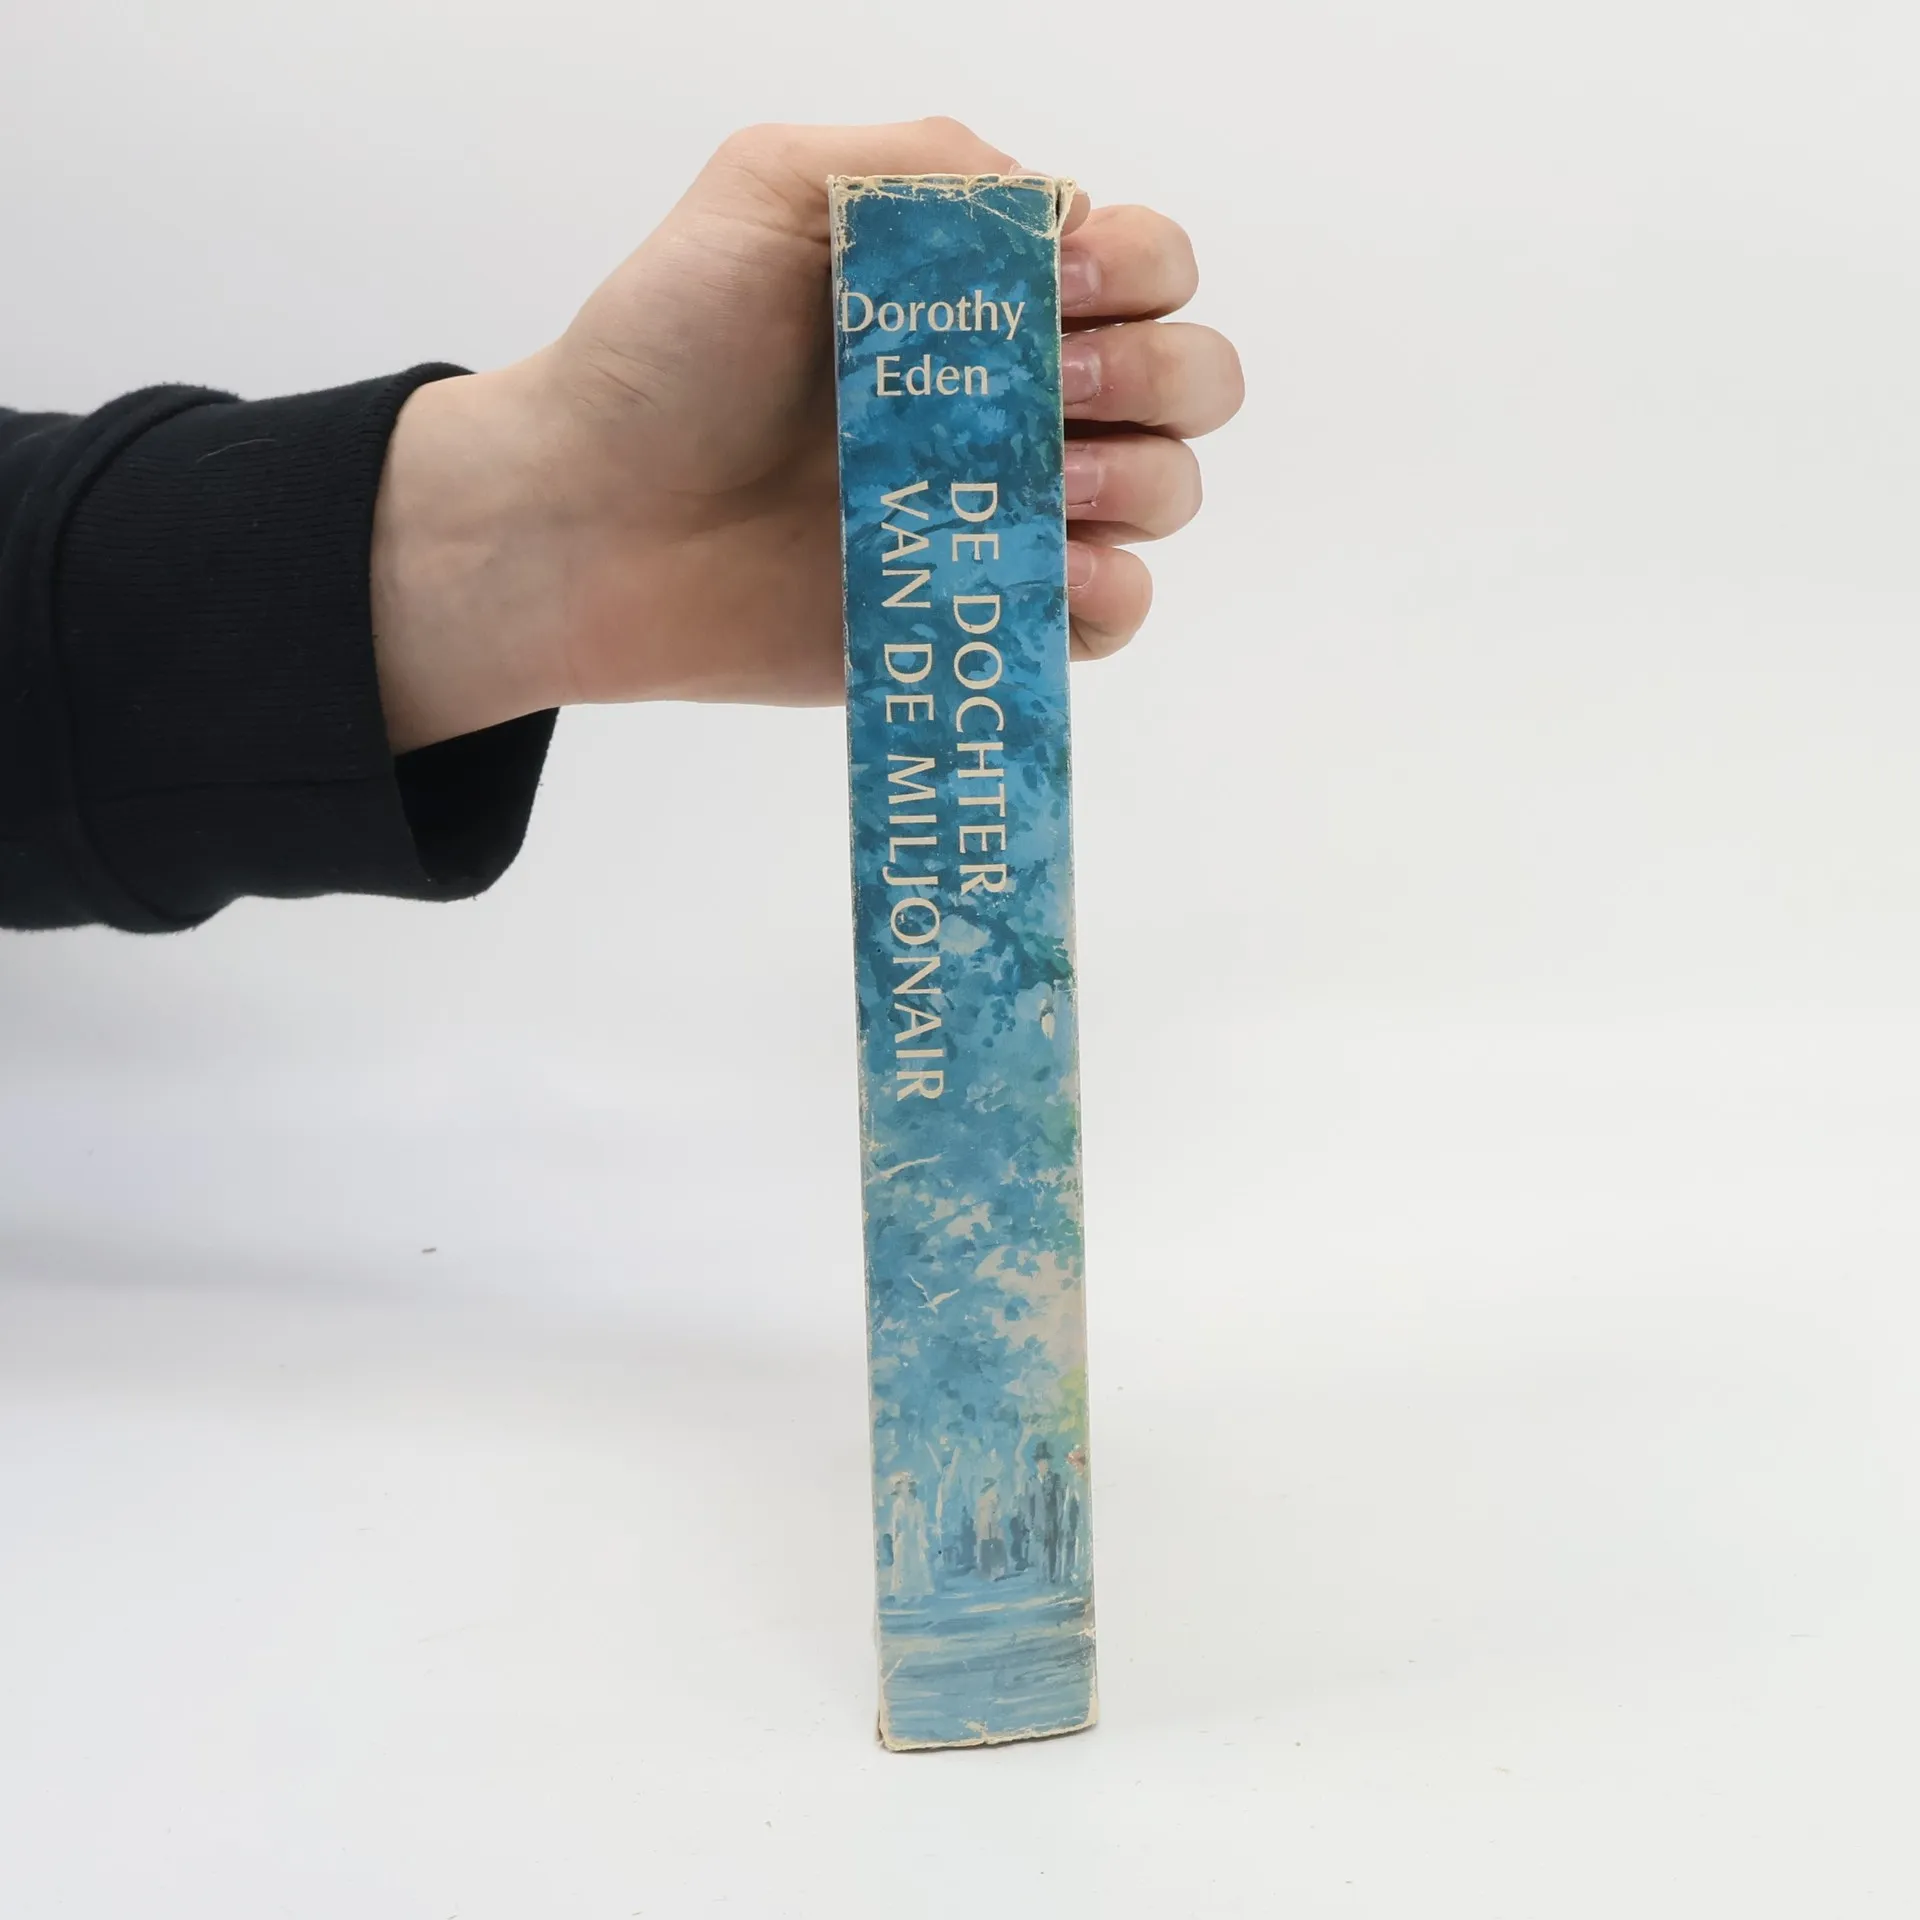 Dorothy
Eden
DE DOCHTER
VAN DE MILJONAIR